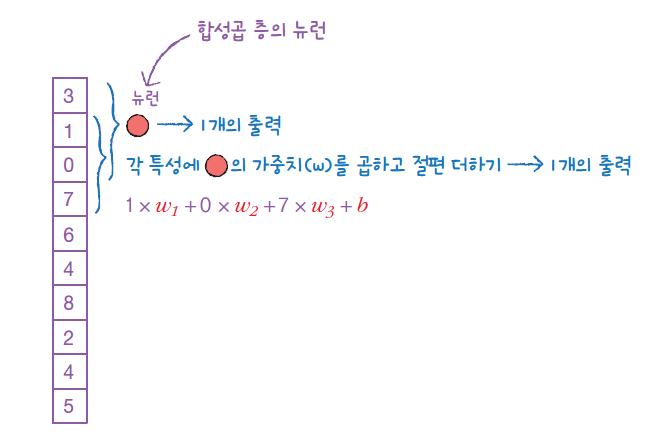 합성곱 층의 뉴런
3
뉴런
1
1개의 출력
0
각 특성에 의 가중치(w)를 곱하고 절편 더하기 → 1개의 출력
7
1 × w₁ + 0 × w₂ + 7 × w₃ + b
6
4
8
2
4
5